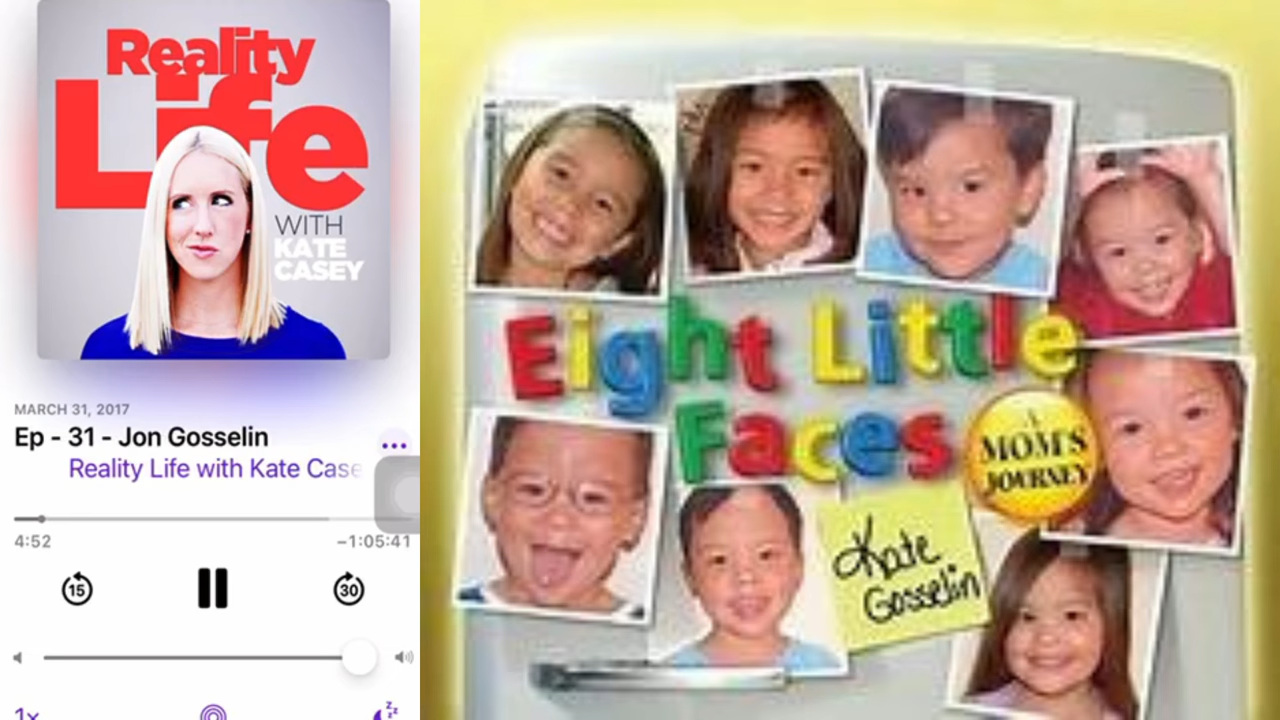 Reality
Life
WITH
KATE
CASEY
MARCH 31, 2017
Ep - 31 - Jon Gosselin
Reality Life with Kate Case
4:52
−1:05:41
15
30
1x
zzz
Eight Little
Faces
A
MOM'S
JOURNEY
Kate
Gosselin